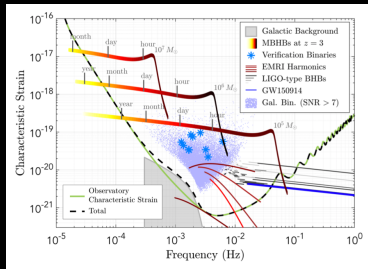 10^-16
10^-17
10^-18
10^-19
10^-20
10^-21
Characteristic Strain
month
day
hour
10^7 M⊙
year
month
day
hour
10^6 M⊙
year
month
day
hour
10^5 M⊙
Galactic Background
MBHBs at z = 3
Verification Binaries
EMRI Harmonics
LIGO-type BHBs
GW150914
Gal. Bin. (SNR > 7)
Observatory
Characteristic Strain
Total
10^-5
10^-4
10^-3
10^-2
10^-1
10^0
Frequency (Hz)